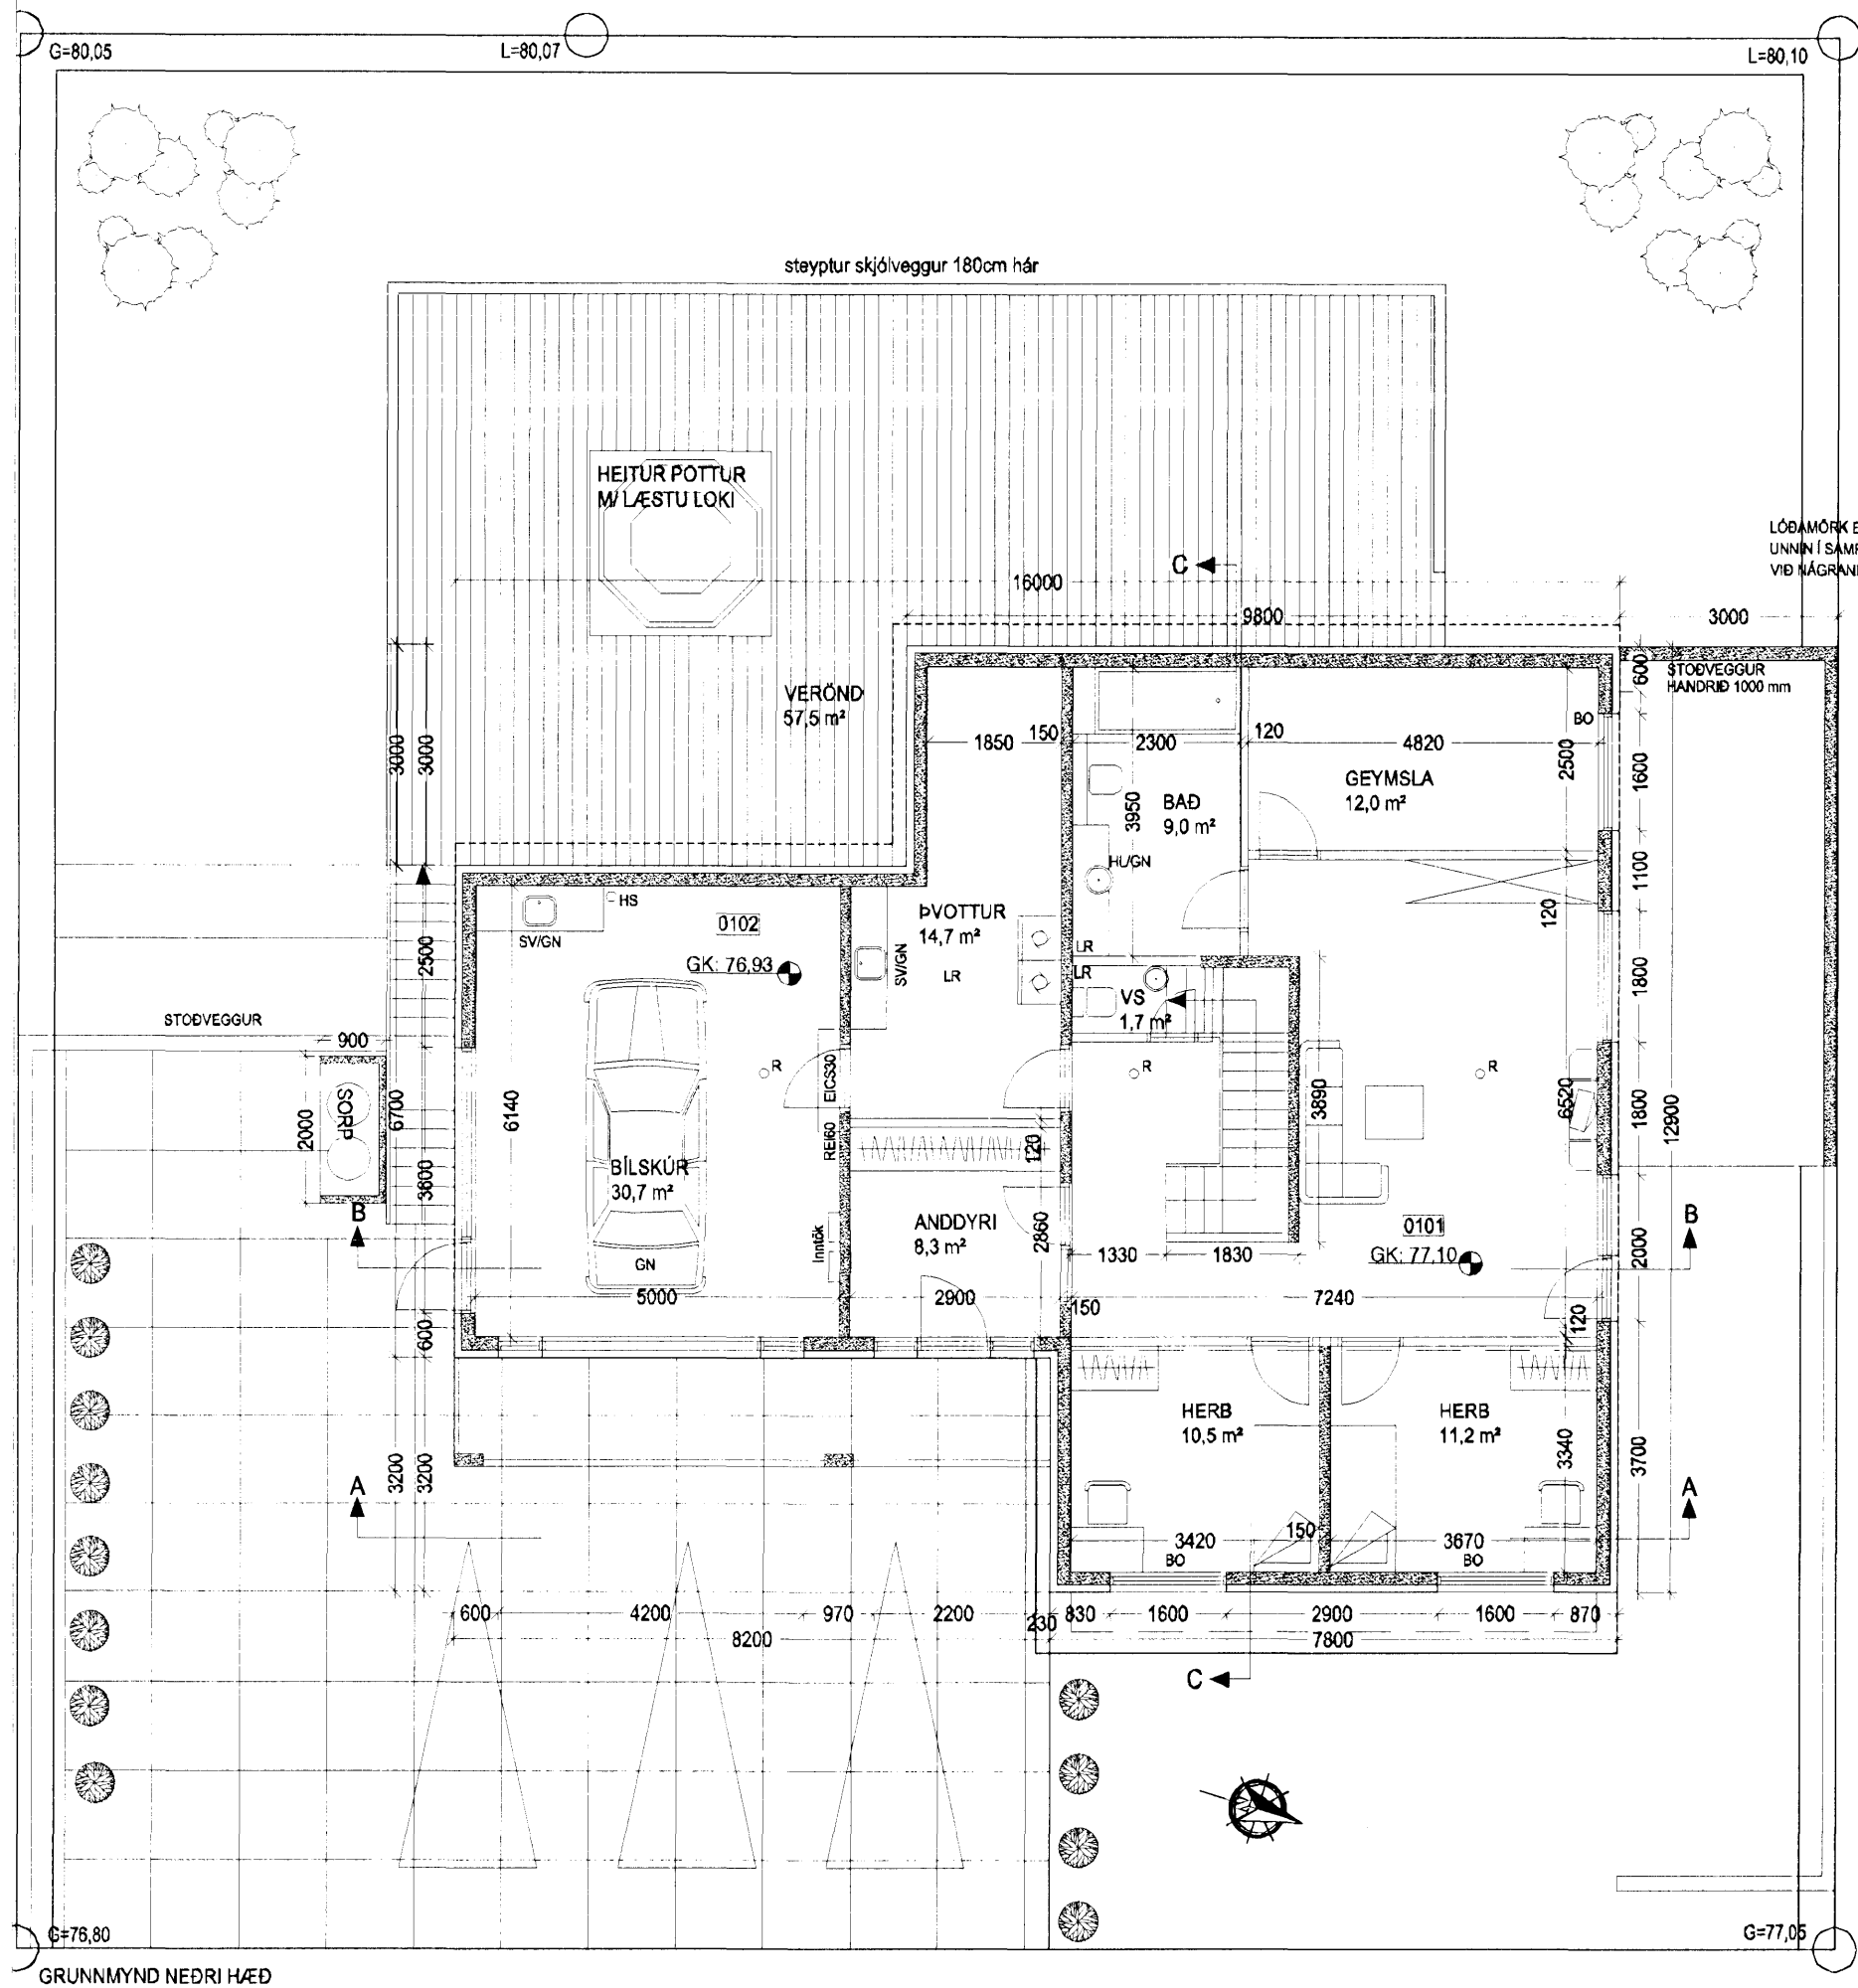 G=80,05
L=80,07
L=80,10
steyptur skjólveggur 180cm hár
HEITUR POTTUR
M/ LÆSTU LOKI
LÓÐAMÖRK
UNNIN Í
VIÐ
C
16000
9800
3000
STOÐVEGGUR
HANDRIÐ 1000 mm
600
VERÖND
57,5 m²
3000
3000
1850
150
2300
120
4820
BO
2500
1600
GEYMSLA
12,0 m²
BAÐ
9,0 m²
3950
HL/GN
1100
120
HS
SV/GN
0102
GK: 76,93
ÞVOTTUR
14,7 m²
LR
SV/GN
LR
LR
VS
1,7 m²
2500
1800
STOÐVEGGUR
900
SORP
2000
6700
3800
6140
R
EICS30
REI60
R
R
3890
6520
1800
12900
120
BÍLSKÚR
30,7 m²
GN
Inntök
ANDDYRI
8,3 m²
2860
1330
1830
0101
GK: 77,10
2000
B
B
5000
2900
150
7240
120
600
HERB
10,5 m²
HERB
11,2 m²
3340
3700
3200
3200
A
A
3420
150
3670
BO
BO
600
4200
970
2200
230
830
1600
2900
1600
870
8200
7800
C
G=76,80
G=77,05
GRUNNMYND NEÐRI HÆÐ